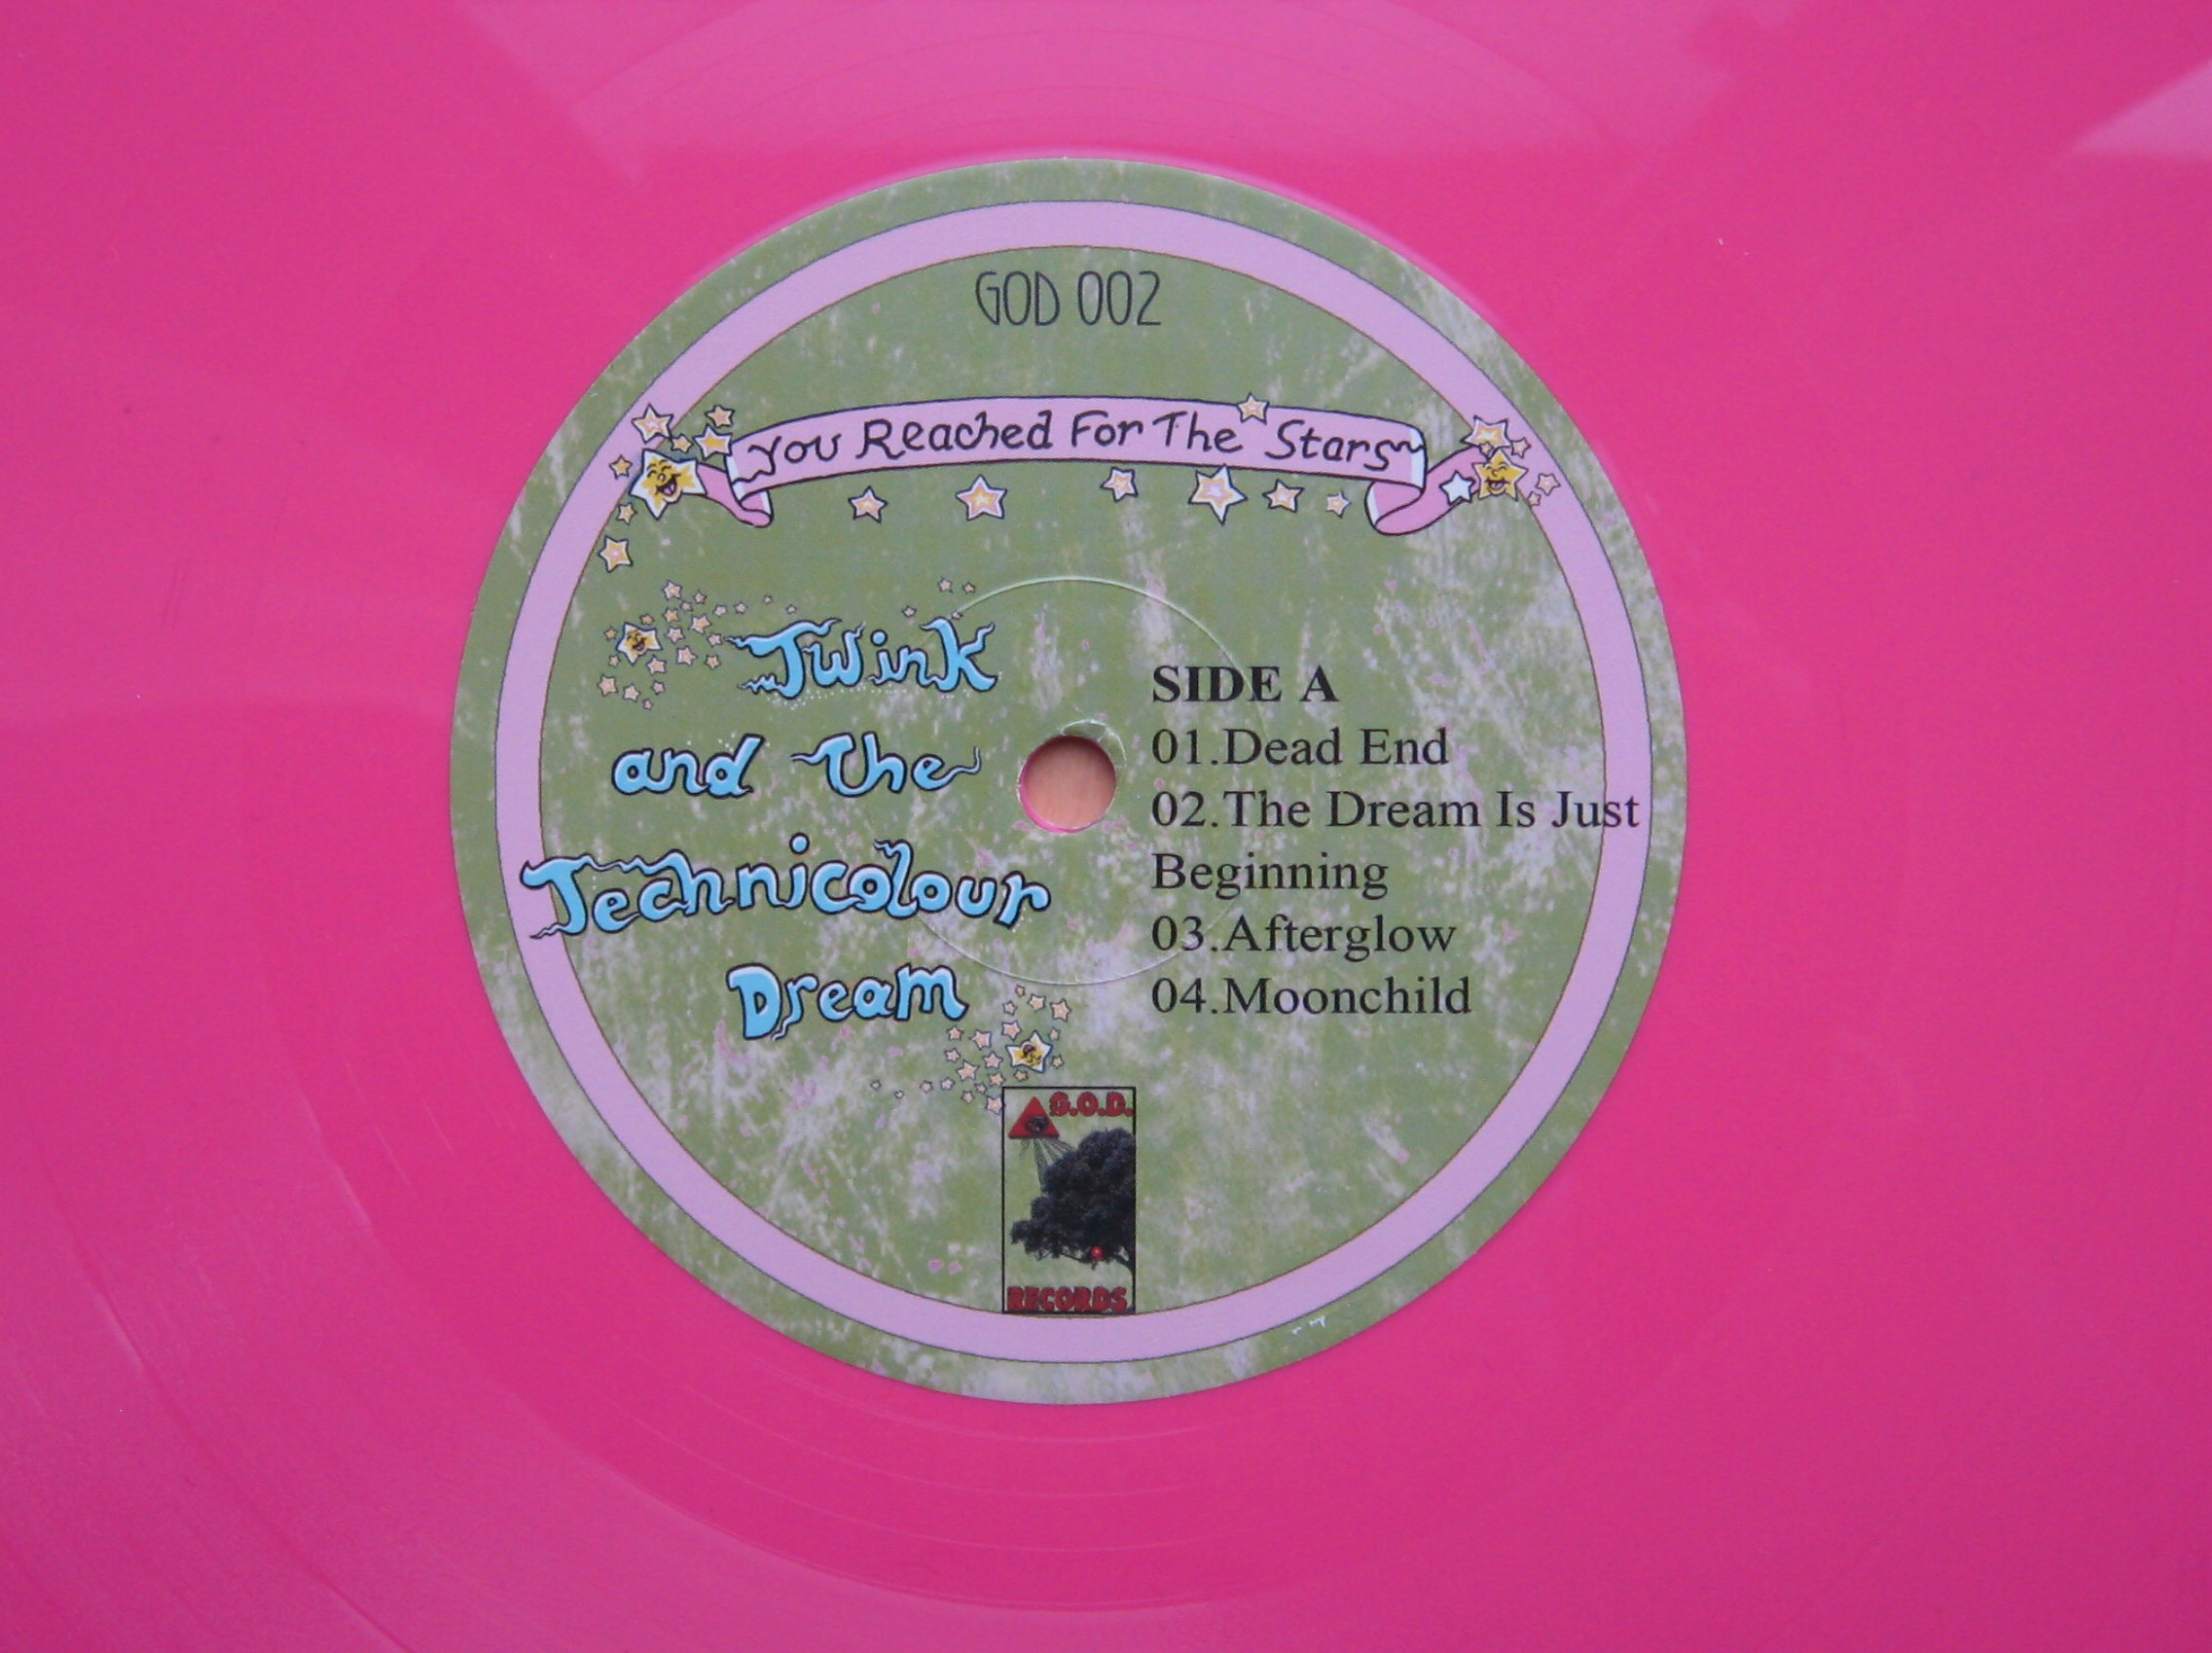 GOD 002
You Reached For The Stars
Twink
and the
Technicolour
Dream
SIDE A
01.Dead End
02.The Dream Is Just
Beginning
03.Afterglow
04.Moonchild
G.O.D.
RECORDS